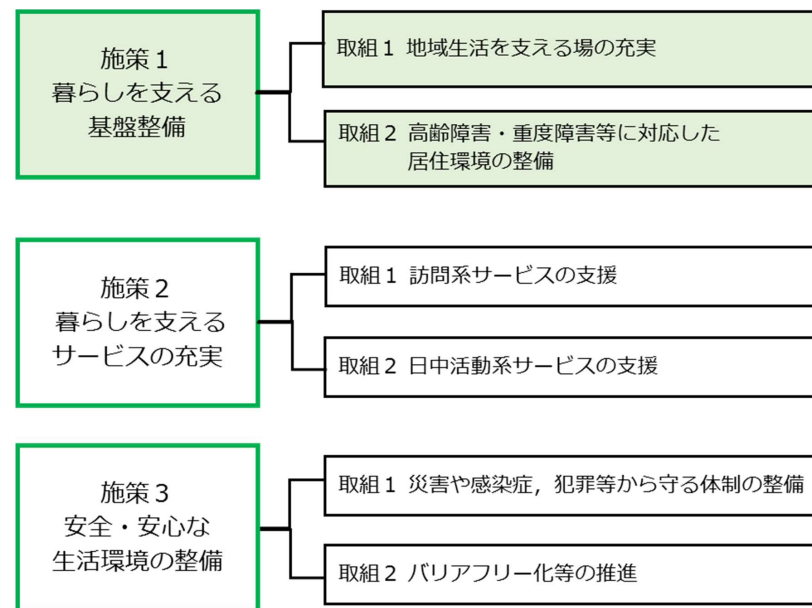 施策１
暮らしを支える
基盤整備
取組１ 地域生活を支える場の充実
取組２ 高齢障害・重度障害等に対応した
居住環境の整備
施策２
暮らしを支える
サービスの充実
取組１ 訪問系サービスの支援
取組２ 日中活動系サービスの支援
施策３
安全・安心な
生活環境の整備
取組１ 災害や感染症，犯罪等から守る体制の整備
取組２ バリアフリー化等の推進